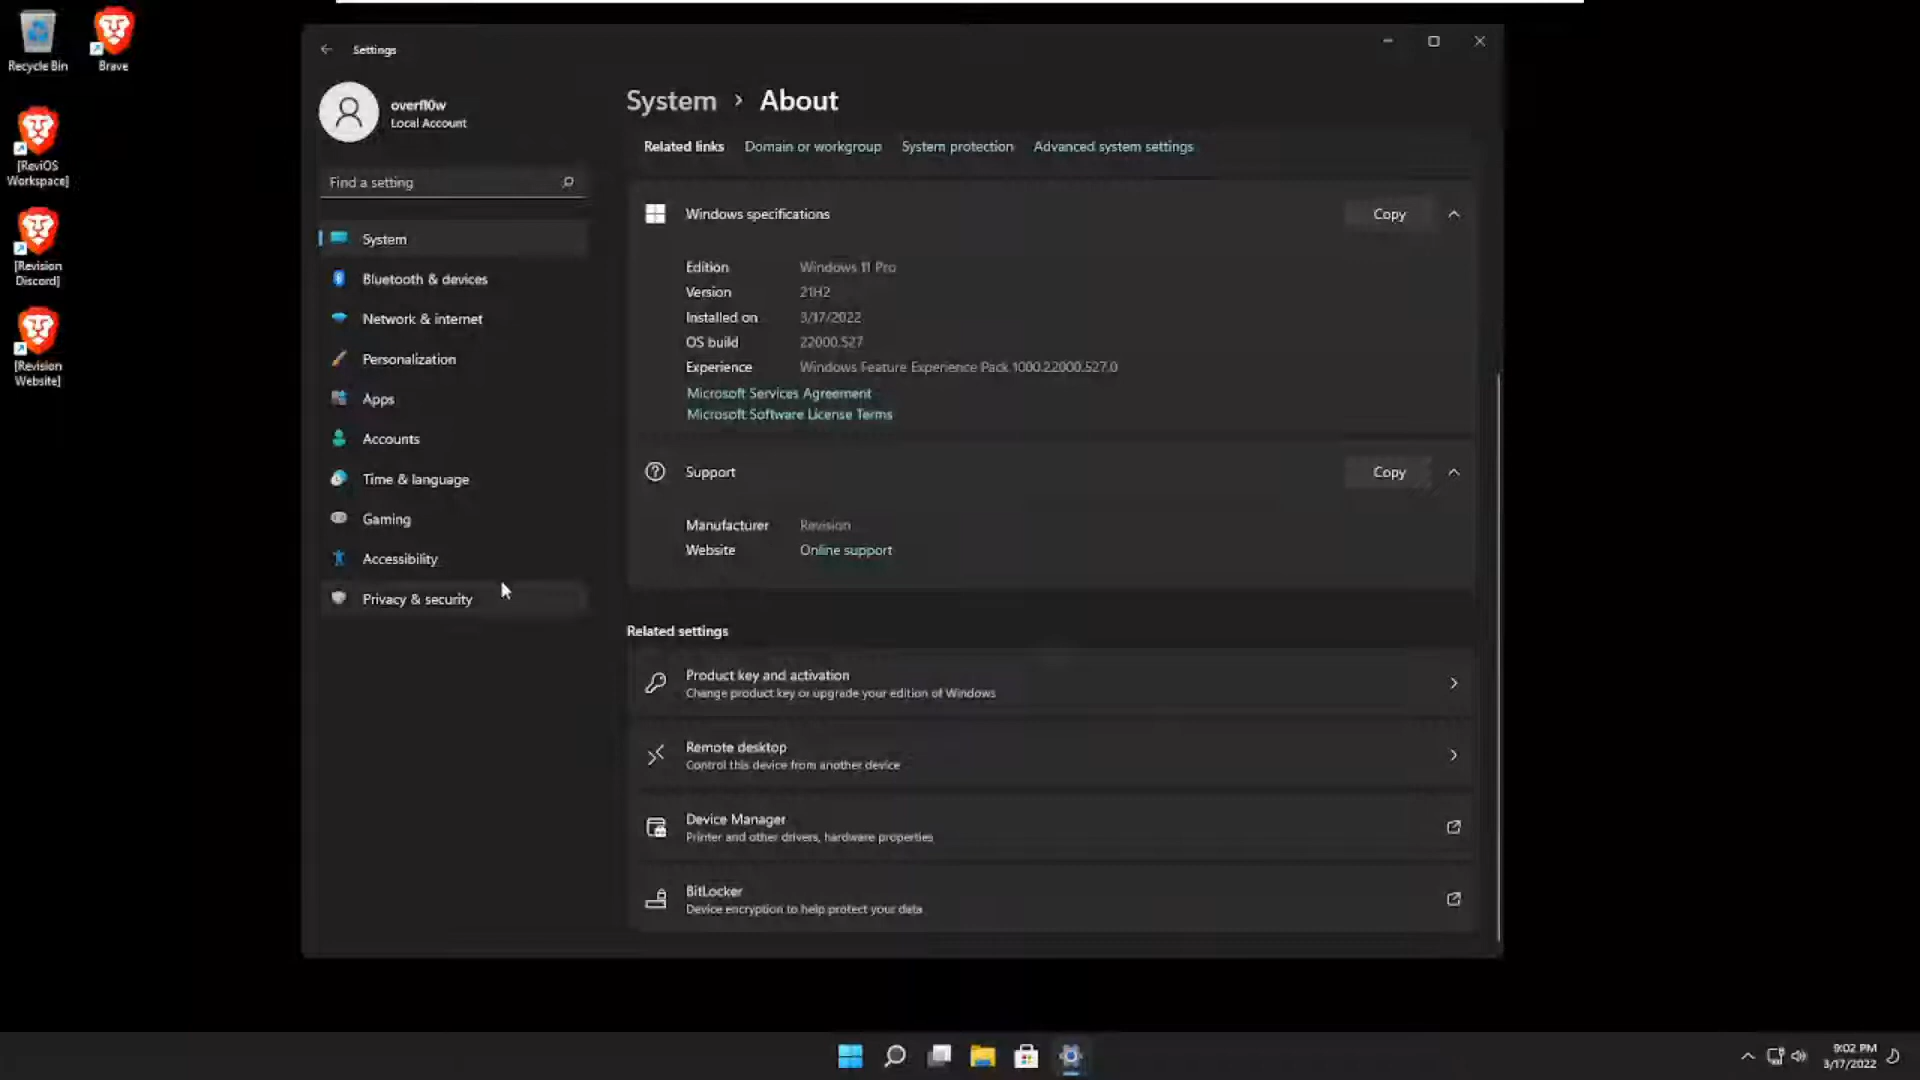 Recycle Bin
Brave
[ReviOS
Workspace]
[Revision
Discord]
[Revision
Website]
Settings
overfl0w
Local Account
Find a setting
System
Bluetooth & devices
Network & internet
Personalization
Apps
Accounts
Time & language
Gaming
Accessibility
Privacy & security
System > About
Related links Domain or workgroup System protection Advanced system settings
Windows specifications Copy
Edition Windows 11 Pro
Version 21H2
Installed on 3/17/2022
OS build 22000.527
Experience Windows Feature Experience Pack 1000.22000.527.0
Microsoft Services Agreement
Microsoft Software License Terms
Support Copy
Manufacturer Revision
Website Online support
Related settings
Product key and activation
Change product key or upgrade your edition of Windows
Remote desktop
Control this device from another device
Device Manager
Printer and other drivers, hardware properties
BitLocker
Device encryption to help protect your data
9:02 PM
3/17/2022